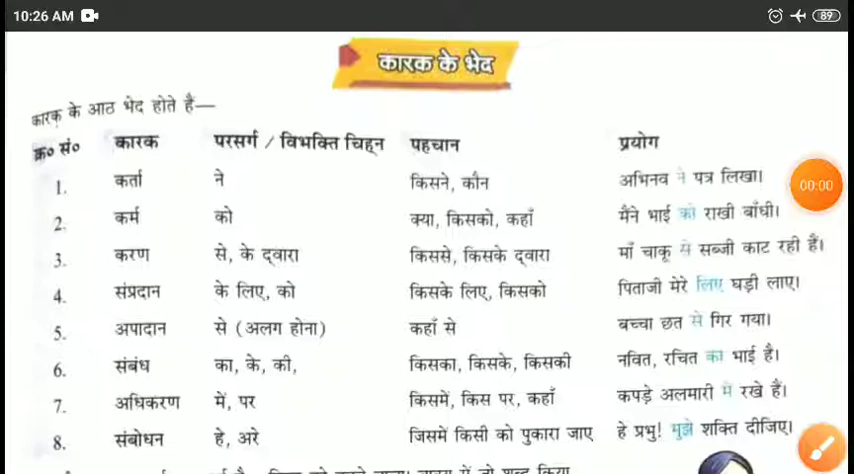 10:26 AM
89
कारक के भेद
कारक के आठ भेद होते हैं—
क्र० सं० कारक परसर्ग / विभक्ति चिह्न पहचान प्रयोग
1. कर्ता ने किसने, कौन अभिनव ने पत्र लिखा।
2. कर्म को क्या, किसको, कहाँ मैंने भाई को राखी बाँधी।
3. करण से, के द्वारा किससे, किसके द्वारा माँ चाकू से सब्जी काट रही हैं।
4. संप्रदान के लिए, को किसके लिए, किसको पिताजी मेरे लिए घड़ी लाए।
5. अपादान से (अलग होना) कहाँ से बच्चा छत से गिर गया।
6. संबंध का, के, की, किसका, किसके, किसकी नवित, रचित का भाई है।
7. अधिकरण में, पर किसमें, किस पर, कहाँ कपड़े अलमारी में रखे हैं।
8. संबोधन हे, अरे जिसमें किसी को पुकारा जाए हे प्रभु! मुझे शक्ति दीजिए।
00:00